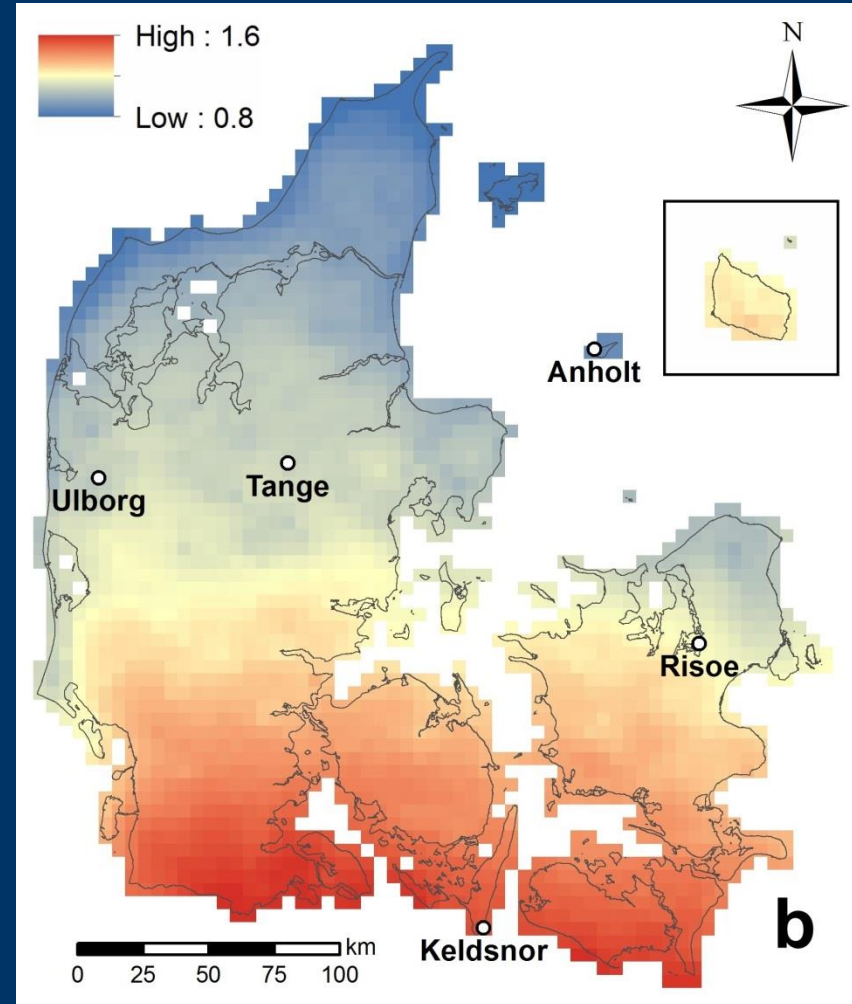 High : 1.6
Low : 0.8
N
Anholt
Ulborg
Tange
Risoe
Keldsnor
b
km
0 25 50 75 100